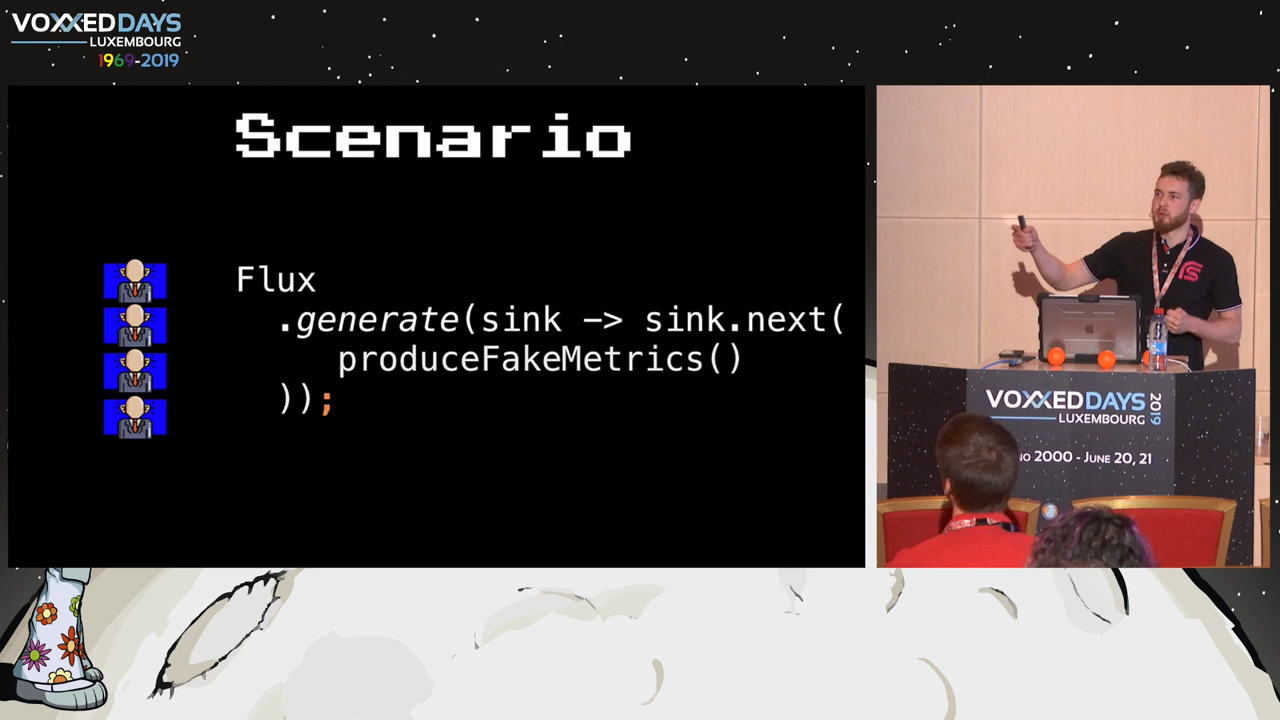 VOXXEDDAYS
LUXEMBOURG
1969-2019
Scenario
Flux
.generate(sink -> sink.next(
produceFakeMetrics()
));
VOXXEDDAYS 2019
LUXEMBOURG
2000 - JUNE 20, 21